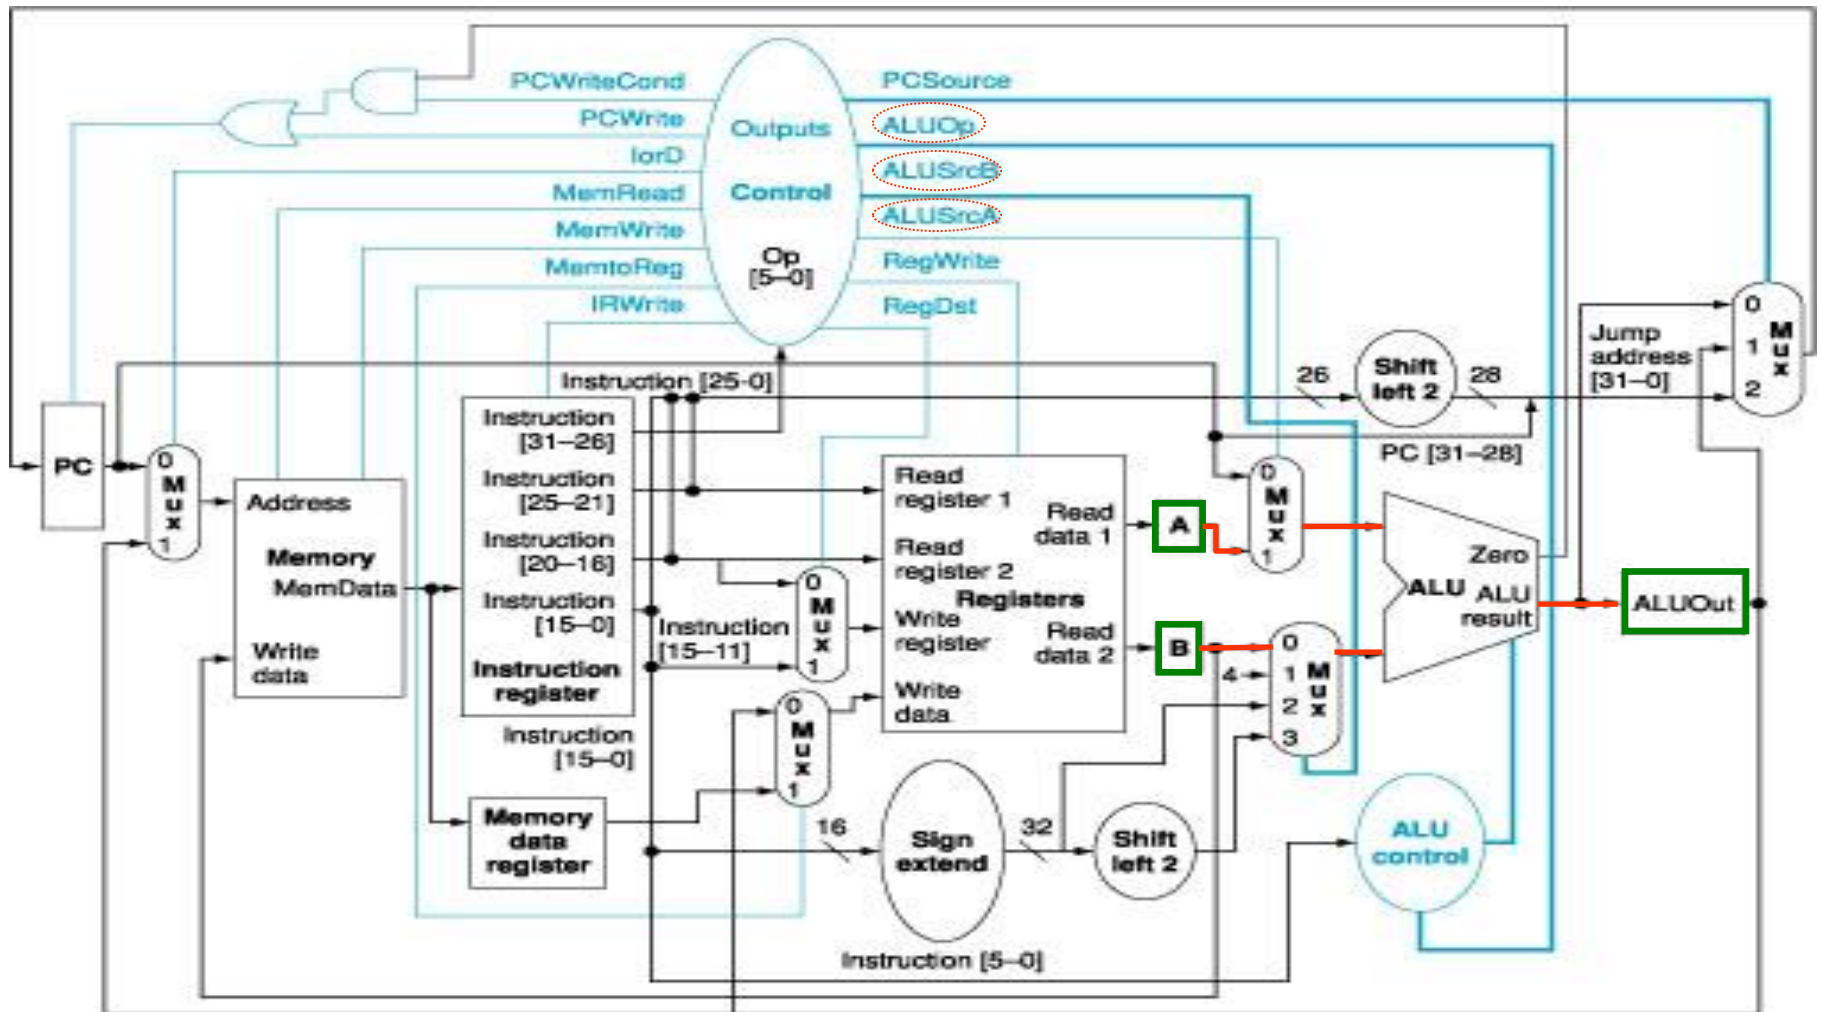 PCWriteCond
PCWrite
IorD
MemRead
MemWrite
MemtoReg
IRWrite
Outputs
Control
Op
[5–0]
PCSource
ALUOp
ALUSrcB
ALUSrcA
RegWrite
RegDst
PC
0
M
u
x
1
Address
Memory
MemData
Write
data
Instruction [25-0]
Instruction
[31–26]
Instruction
[25–21]
Instruction
[20–16]
Instruction
[15–0]
Instruction
register
Instruction
[15–0]
Instruction
[15–11]
Memory
data
register
0
M
u
x
1
0
M
u
x
1
Read
register 1
Read
register 2
Registers
Write
register
Write
data
Read
data 1
Read
data 2
16
Sign
extend
32
Shift
left 2
Instruction [5–0]
A
B
0
M
u
x
1
4
0
1
2
3
M
u
x
26
Shift
left 2
28
PC [31–28]
Jump
address
[31–0]
0
1
2
M
u
x
Zero
ALU
ALU
result
ALUOut
ALU
control